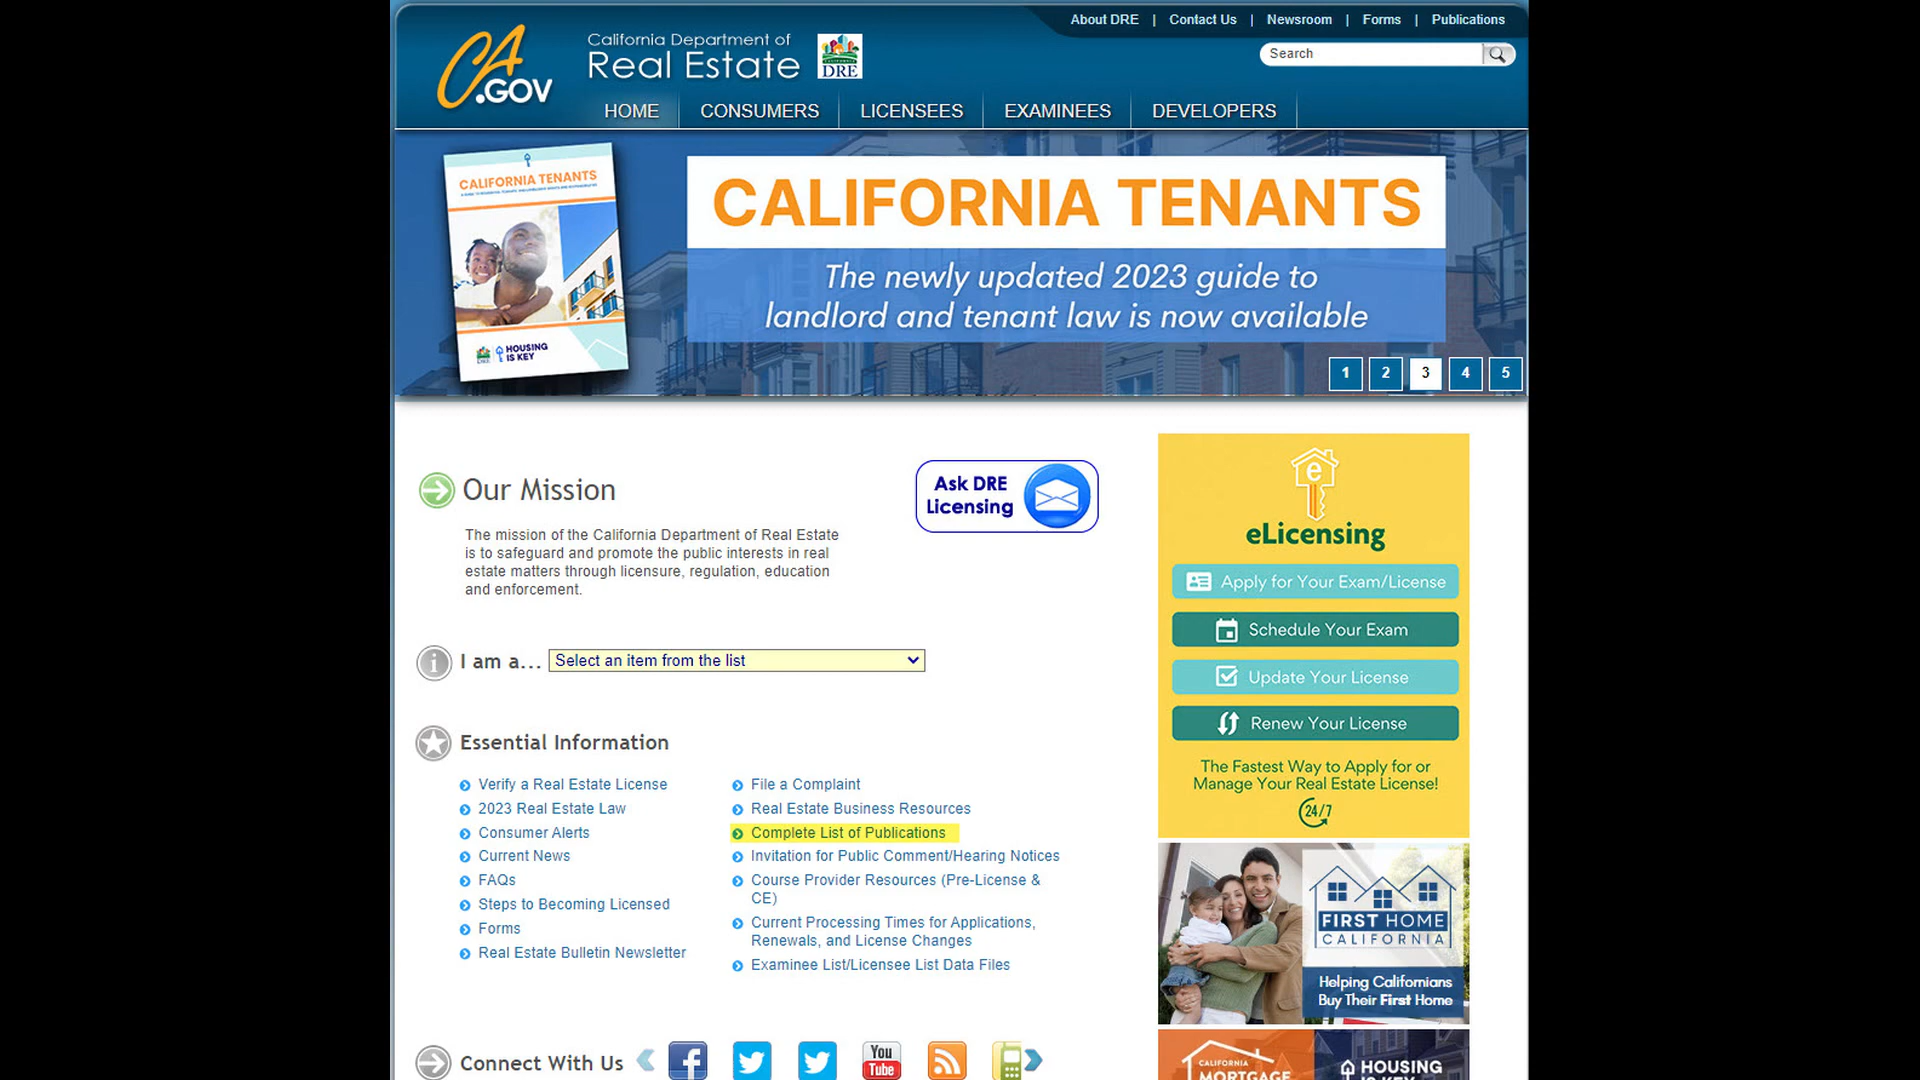 About DRE | Contact Us | Newsroom | Forms | Publications
CA.GOV
California Department of
Real Estate
DRE
Search
HOME CONSUMERS LICENSEES EXAMINEES DEVELOPERS
CALIFORNIA TENANTS
HOUSING
IS KEY
CALIFORNIA TENANTS
The newly updated 2023 guide to
landlord and tenant law is now available
1 2 3 4 5
Our Mission
The mission of the California Department of Real Estate
is to safeguard and promote the public interests in real
estate matters through licensure, regulation, education
and enforcement.
Ask DRE
Licensing
I am a... Select an item from the list
Essential Information
Verify a Real Estate License
2023 Real Estate Law
Consumer Alerts
Current News
FAQs
Steps to Becoming Licensed
Forms
Real Estate Bulletin Newsletter
File a Complaint
Real Estate Business Resources
Complete List of Publications
Invitation for Public Comment/Hearing Notices
Course Provider Resources (Pre-License &
CE)
Current Processing Times for Applications,
Renewals, and License Changes
Examinee List/Licensee List Data Files
Connect With Us
You
Tube
e
eLicensing
Apply for Your Exam/License
Schedule Your Exam
Update Your License
Renew Your License
The Fastest Way to Apply for or
Manage Your Real Estate License!
24/7
FIRST HOME
CALIFORNIA
Helping Californians
Buy Their First Home
CALIFORNIA
MORTGAGE
HOUSING
IS KEY